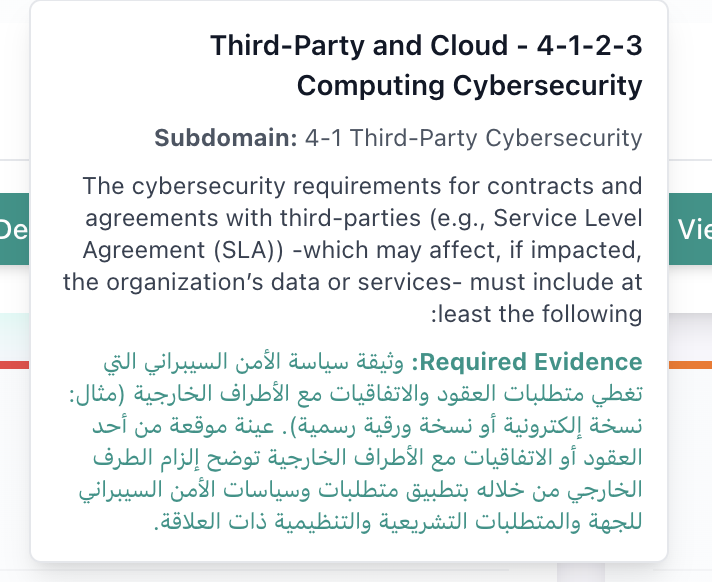 Third-Party and Cloud - 4-1-2-3
Computing Cybersecurity
Subdomain: 4-1 Third-Party Cybersecurity
The cybersecurity requirements for contracts and
agreements with third-parties (e.g., Service Level
Agreement (SLA)) -which may affect, if impacted,
the organization’s data or services- must include at
:least the following
Required Evidence: وثيقة سياسة الأمن السيبراني التي
تغطي متطلبات العقود والاتفاقيات مع الأطراف الخارجية (مثال:
نسخة إلكترونية أو نسخة ورقية رسمية). عينة موقعة من أحد
العقود أو الاتفاقيات مع الأطراف الخارجية توضح إلزام الطرف
الخارجي من خلاله بتطبيق متطلبات وسياسات الأمن السيبراني
للجهة والمتطلبات التشريعية والتنظيمية ذات العلاقة.
De
Vie